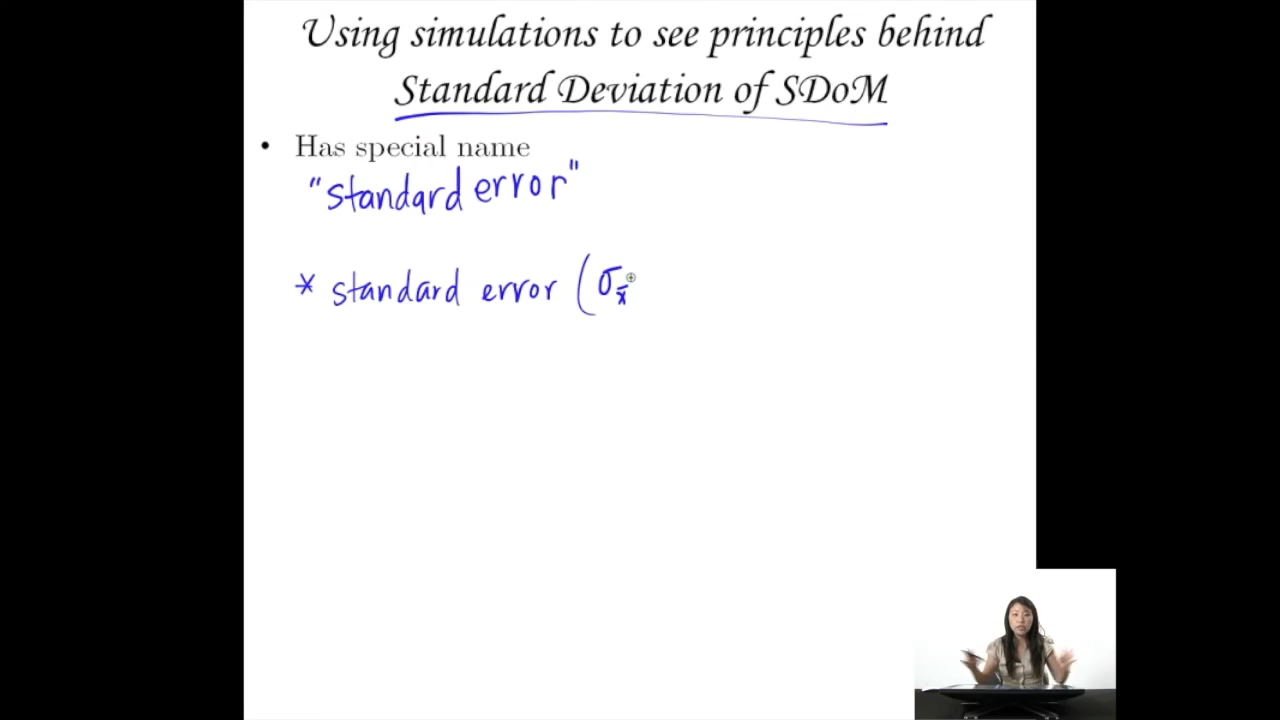 Using simulations to see principles behind
Standard Deviation of SDoM
• Has special name
"standard error"
* standard error (σx̄